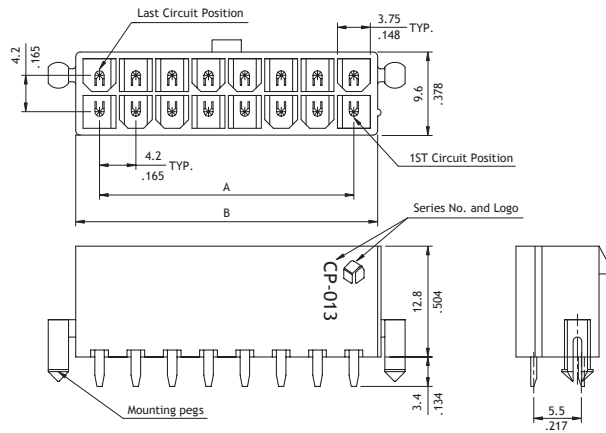 Last Circuit Position
3.75
.148
TYP.
4.2
.165
9.6
.378
4.2
.165
TYP.
1ST Circuit Position
A
B
Series No. and Logo
CP-013
12.8
.504
3.4
.134
Mounting pegs
5.5
.217